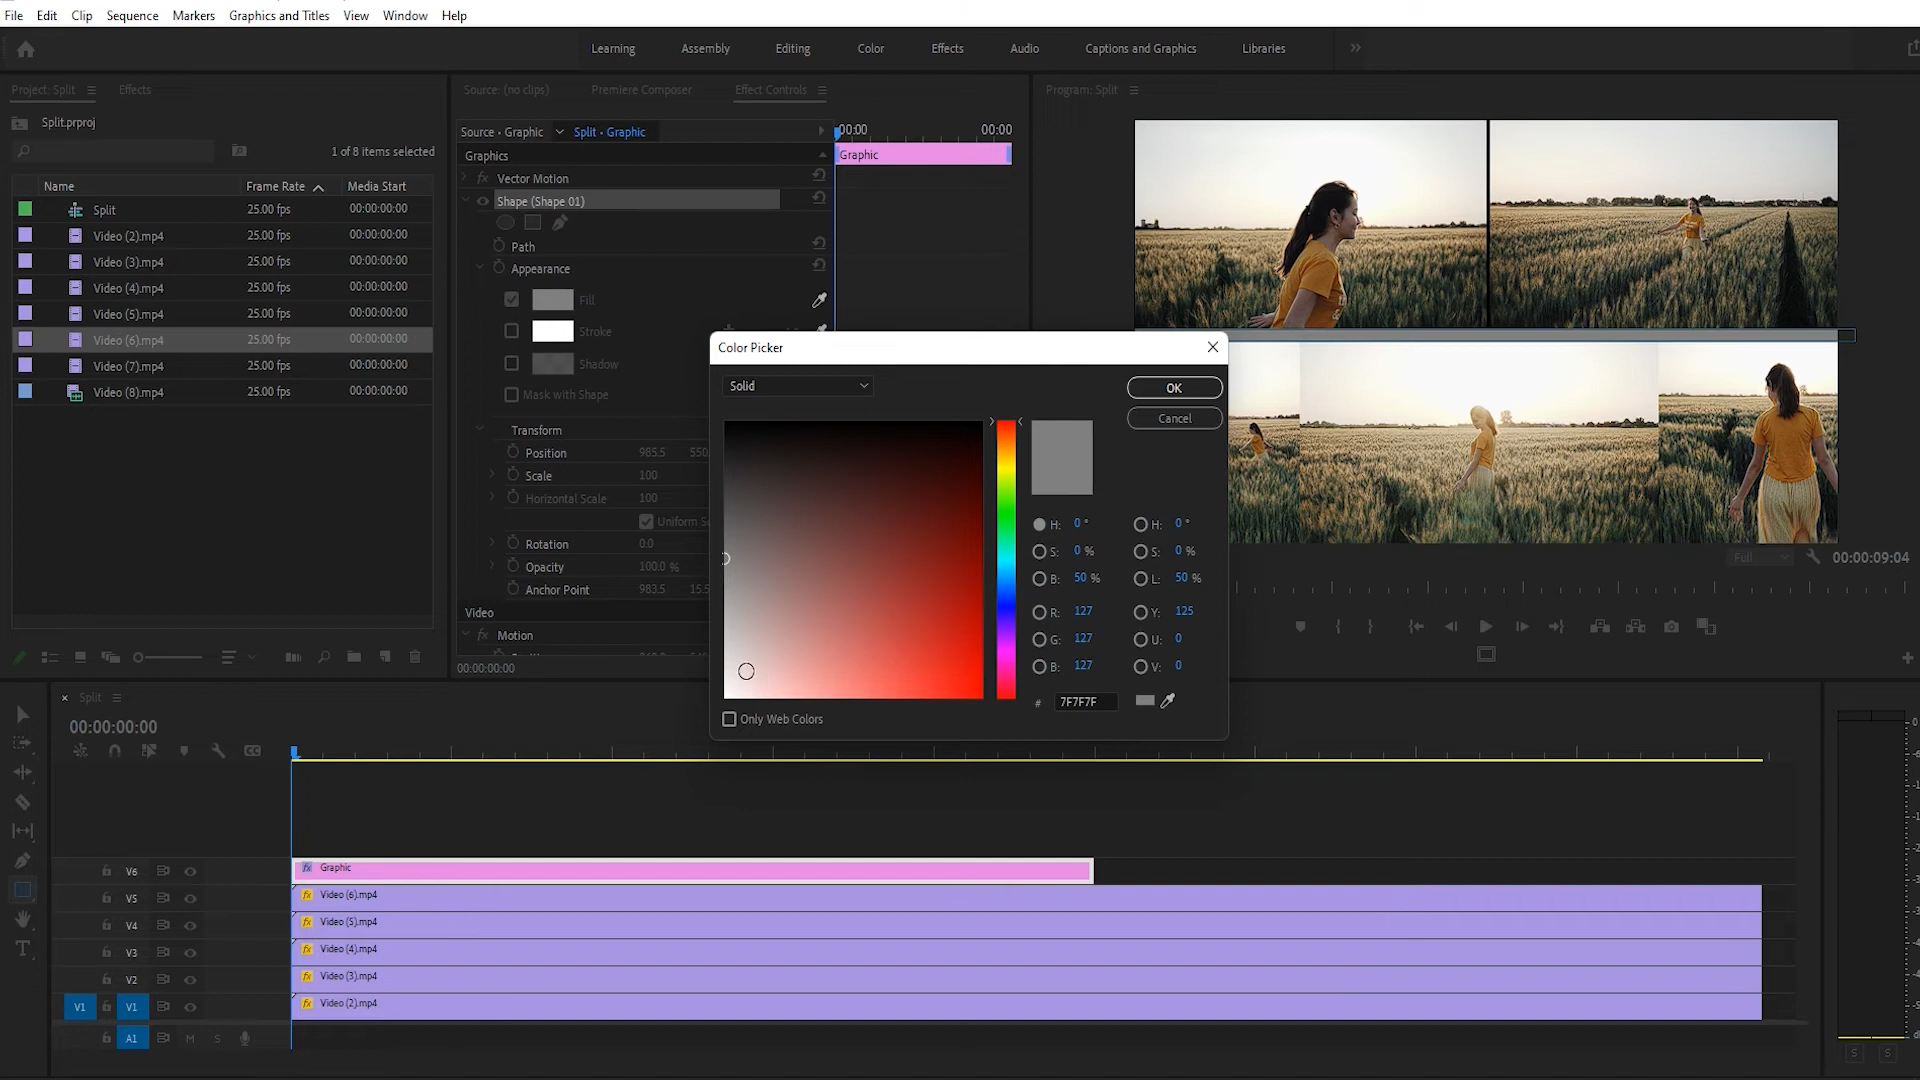 File Edit Clip Sequence Markers Graphics and Titles View Window Help
Learning Assembly Editing Color Effects Audio Captions and Graphics Libraries
Project: Split Effects
Split.prproj
1 of 8 items selected
Name Frame Rate Media Start
Split 25.00 fps 00:00:00:00
Video (2).mp4 25.00 fps 00:00:00:00
Video (3).mp4 25.00 fps 00:00:00:00
Video (4).mp4 25.00 fps 00:00:00:00
Video (5).mp4 25.00 fps 00:00:00:00
Video (6).mp4 25.00 fps 00:00:00:00
Video (7).mp4 25.00 fps 00:00:00:00
Video (8).mp4 25.00 fps 00:00:00:00
Source: (no clips) Premiere Composer Effect Controls
Source • Graphic Split • Graphic :00:00 00:00
Graphics Graphic
fx Vector Motion
Shape (Shape 01)
Path
Appearance
Fill
Stroke
Shadow
Mask with Shape
Transform
Position 985.5 550.
Scale 100
Horizontal Scale 100
Uniform Sc
Rotation 0.0
Opacity 100.0 %
Anchor Point 983.5 15.5
Video
fx Motion
00:00:00:00
Program: Split
Full 00:00:09:04
Color Picker
Solid
OK
Cancel
H: 0 ° H: 0 °
S: 0 % S: 0 %
B: 50 % L: 50 %
R: 127 Y: 125
G: 127 U: 0
B: 127 V: 0
# 7F7F7F
Only Web Colors
× Split
00:00:00:00
CC
T
V6 fx Graphic
V5 fx Video (6).mp4
V4 fx Video (5).mp4
V3 fx Video (4).mp4
V2 fx Video (3).mp4
V1 V1 fx Video (2).mp4
A1 M S
0
S S